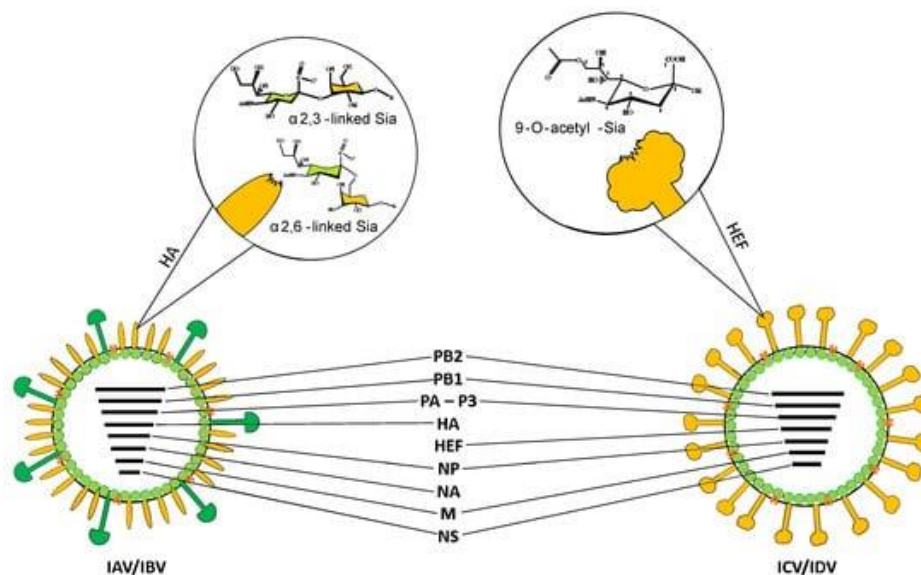 α2,3-linked Sia
α2,6-linked Sia
9-O-acetyl -Sia
COOH
HA
HEF
PB2
PB1
PA – P3
HA
HEF
NP
NA
M
NS
IAV/IBV
ICV/IDV